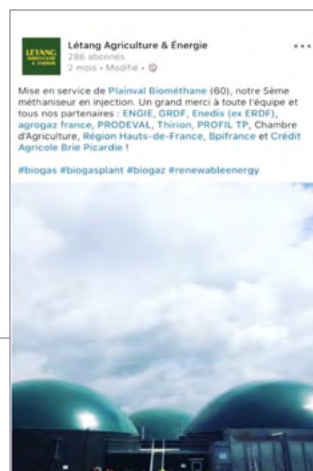 LÉTANG
AGRICULTURE
& ÉNERGIE
Létang Agriculture & Énergie
286 abonnés
2 mois • Modifié •
Mise en service de Plainval Biométhane (60), notre 5ème
méthaniseur en injection. Un grand merci à toute l'équipe et
tous nos partenaires : ENGIE, GRDF, Enedis (ex ERDF),
agrogaz france, PRODEVAL, Thirion, PROFIL TP, Chambre
d'Agriculture, Région Hauts-de-France, Bpifrance et Crédit
Agricole Brie Picardie !
#biogas #biogasplant #biogaz #renewableenergy